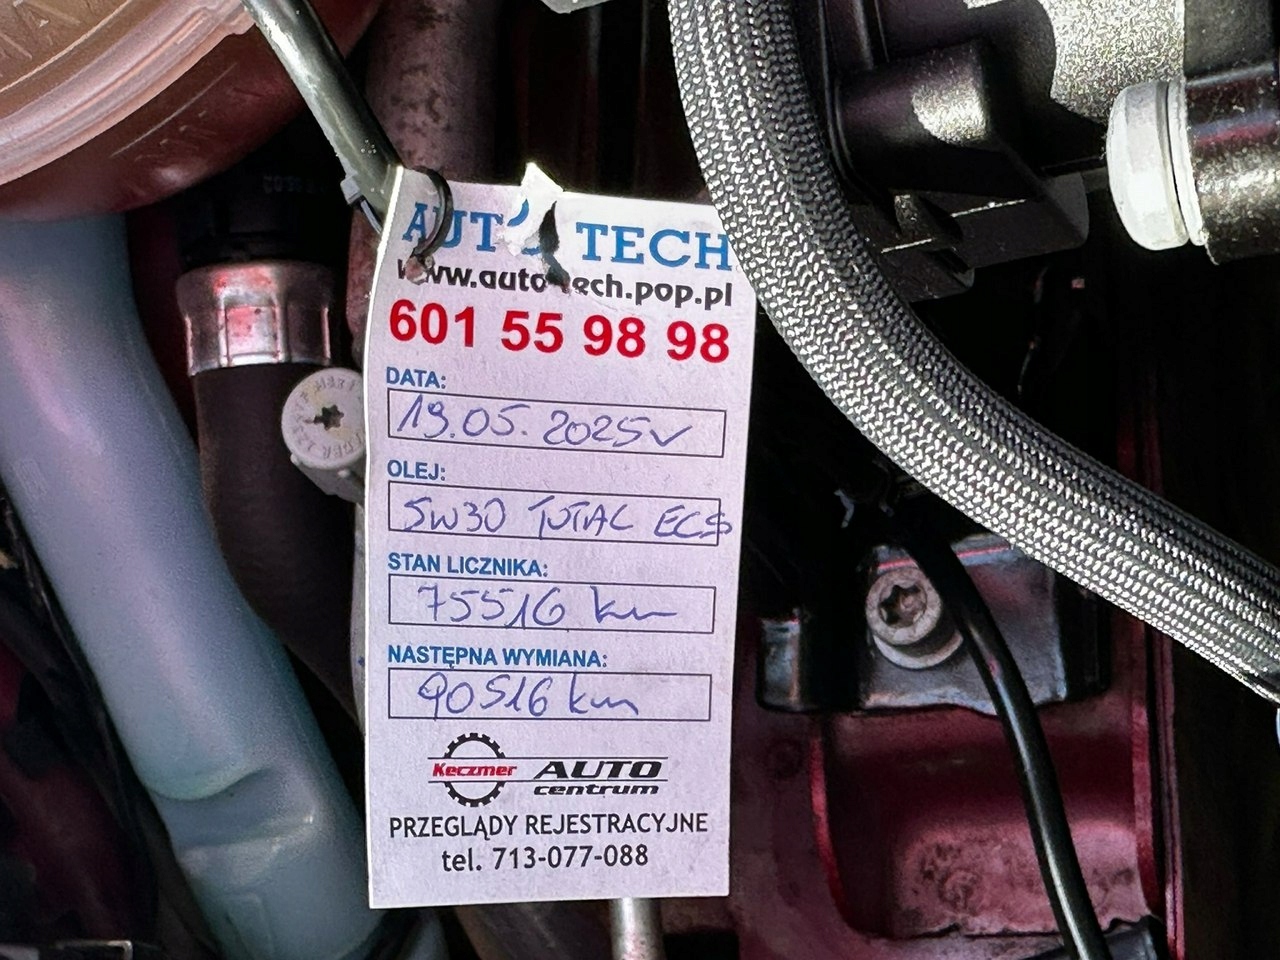 AUTO TECH
www.auto-tech.pop.pl
601 55 98 98
DATA:
19.05.2025r
OLEJ:
5W30 TOTAL ECS
STAN LICZNIKA:
75516 km
NASTĘPNA WYMIANA:
90516 km
Keczmer AUTO
centrum
PRZEGLĄDY REJESTRACYJNE
tel. 713-077-088